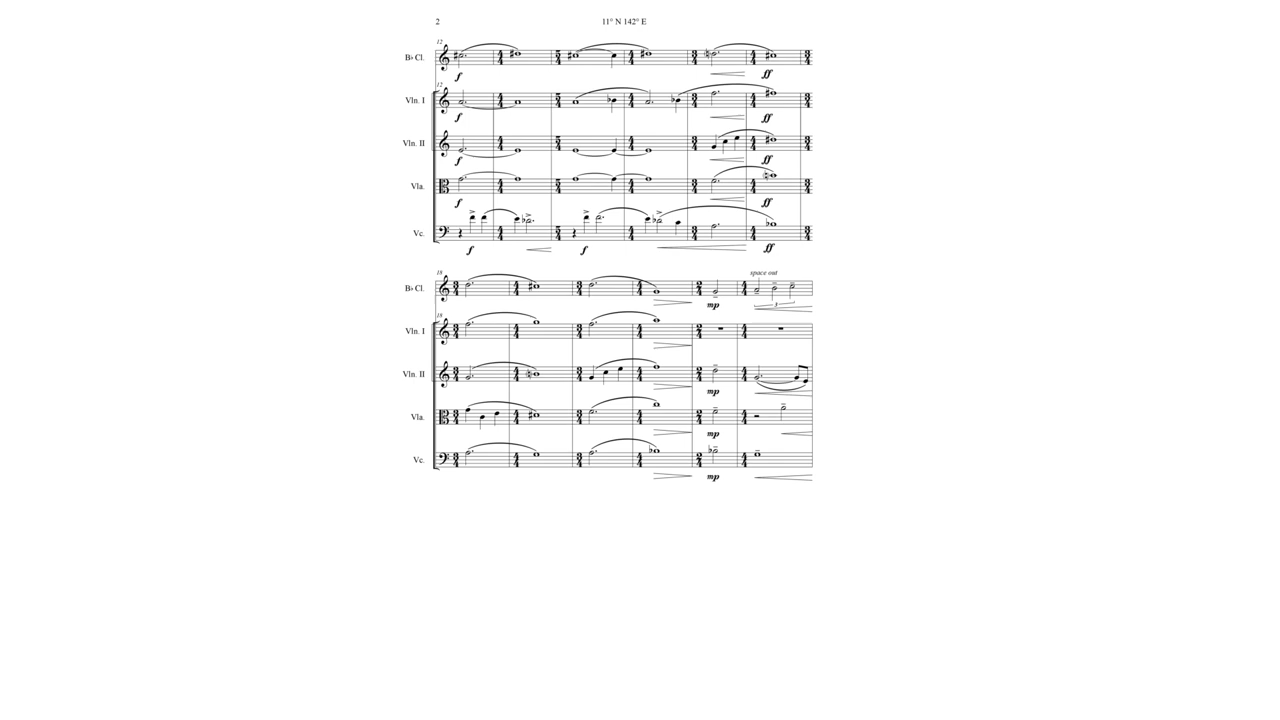 2
11° N 142° E
12
B♭ Cl.
f
ff
12
Vln. I
f
ff
Vln. II
f
ff
Vla.
f
ff
Vc.
f
f
ff
18
space out
B♭ Cl.
mp
3
18
Vln. I
Vln. II
mp
Vla.
mp
Vc.
mp